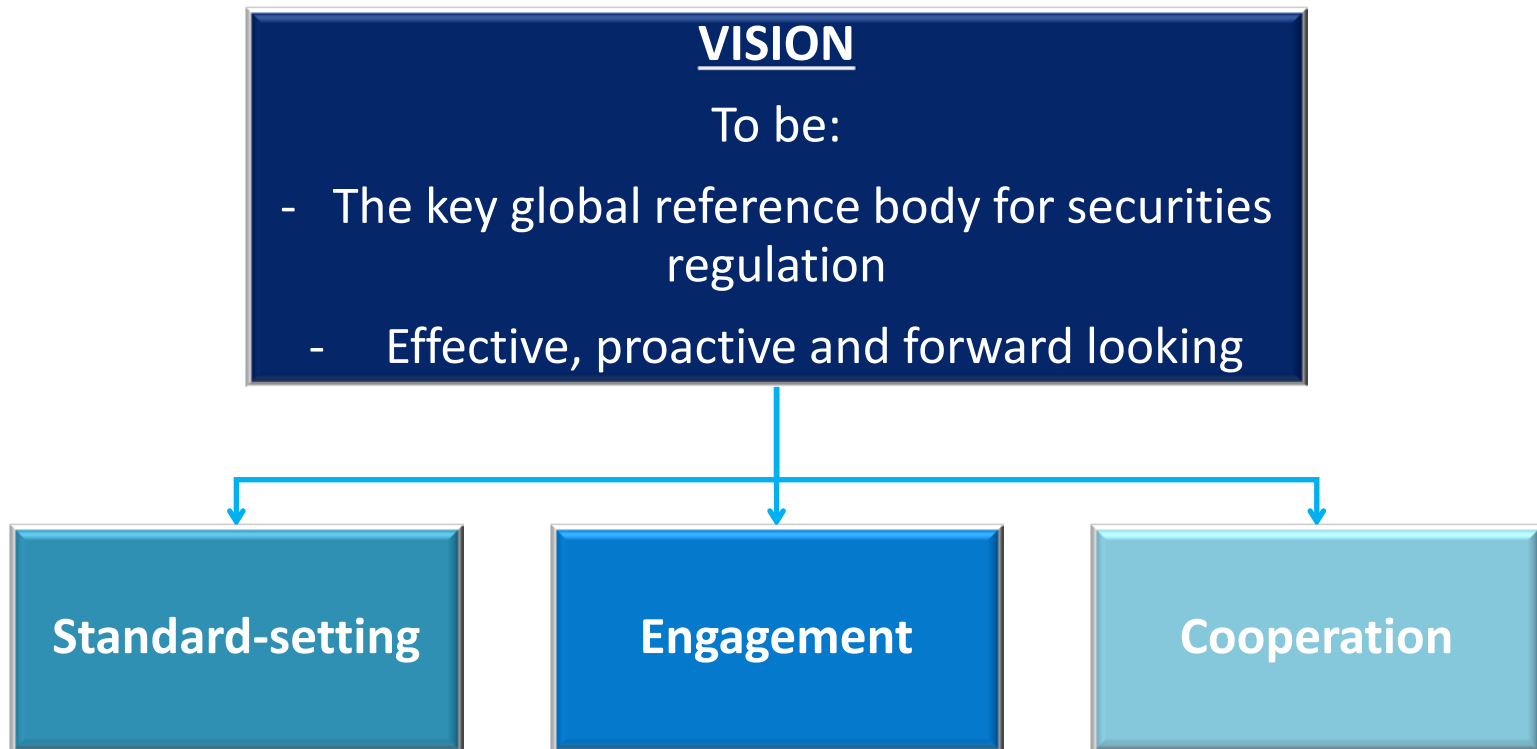 VISION
To be:
- The key global reference body for securities
regulation
- Effective, proactive and forward looking
Standard-setting
Engagement
Cooperation